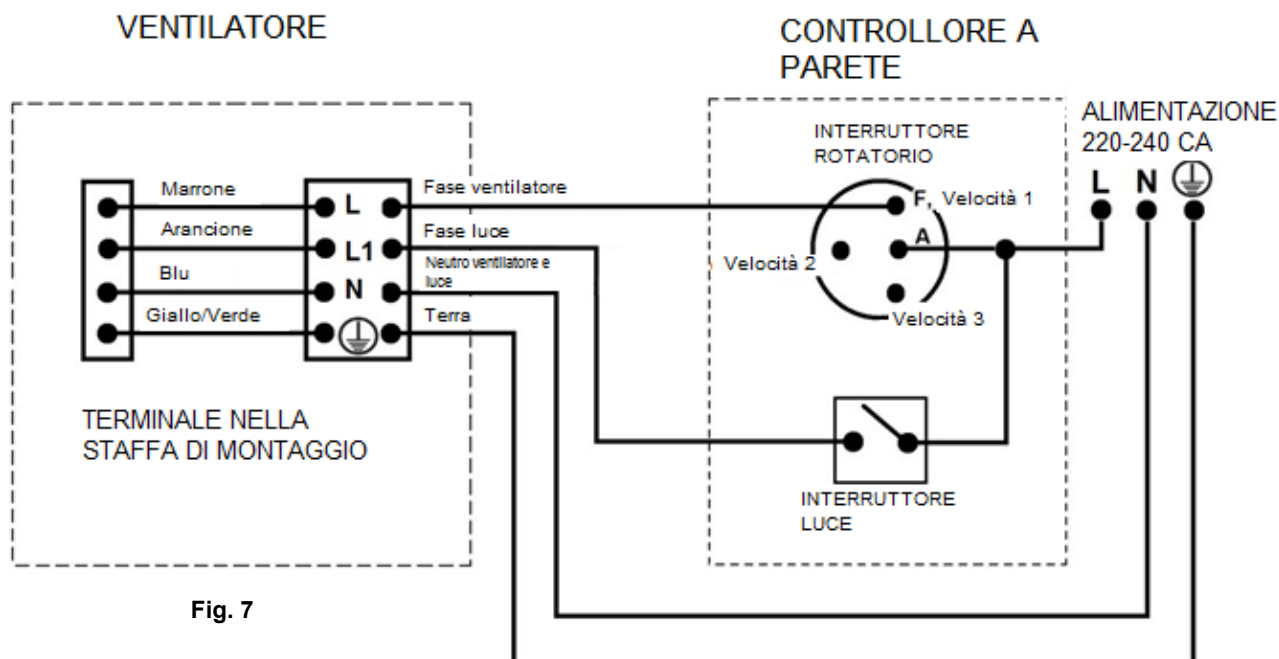 VENTILATORE
CONTROLLORE A
PARETE
ALIMENTAZIONE
220-240 CA
L N
INTERRUTTORE
ROTATORIO
F, Velocità 1
A
Velocità 2
Velocità 3
Marrone
L
Fase ventilatore
Arancione
L1
Fase luce
Blu
N
Neutro ventilatore e
luce
Giallo/Verde
Terra
TERMINALE NELLA
STAFFA DI MONTAGGIO
INTERRUTTORE
LUCE
Fig. 7